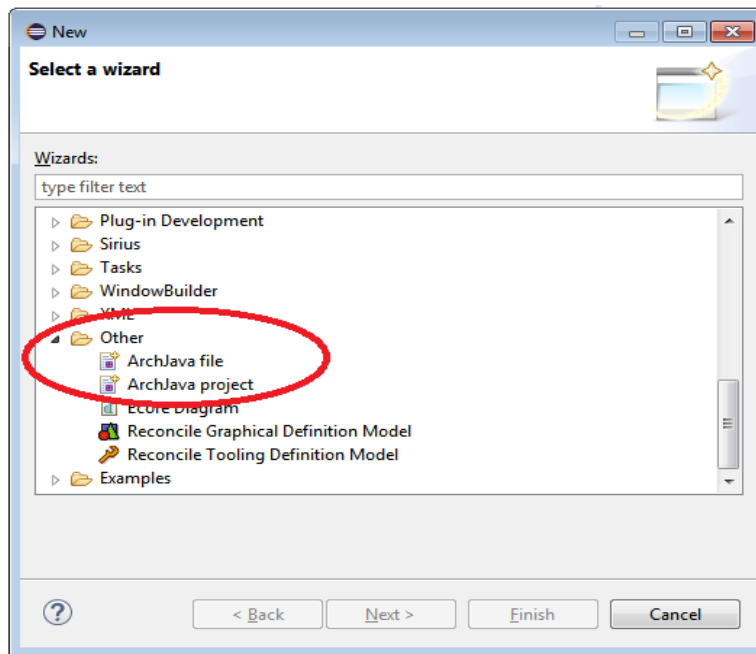 New
Select a wizard
Wizards:
type filter text
Plug-in Development
Sirius
Tasks
WindowBuilder
XML
Other
ArchJava file
ArchJava project
Ecore Diagram
Reconcile Graphical Definition Model
Reconcile Tooling Definition Model
Examples
? < Back Next > Finish Cancel